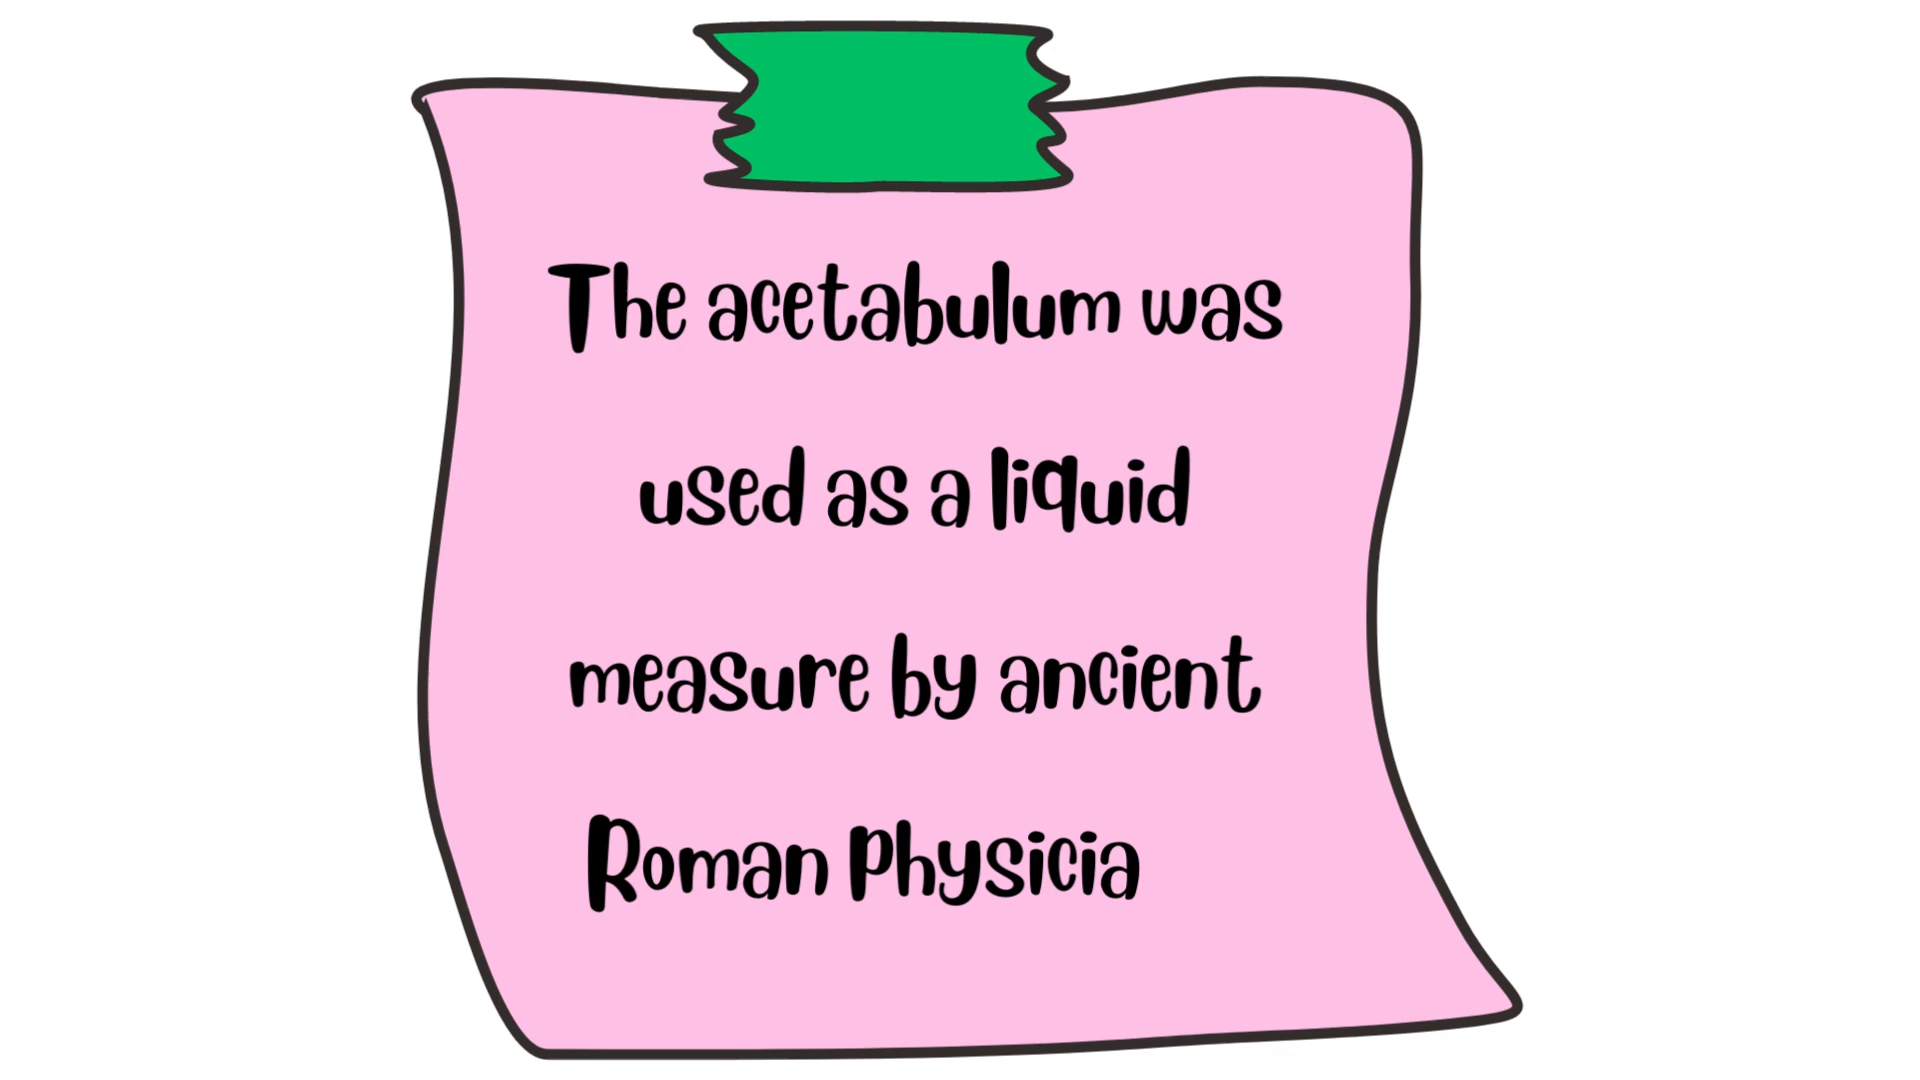 The acetabulum was
used as a liquid
measure by ancient
Roman Physicia